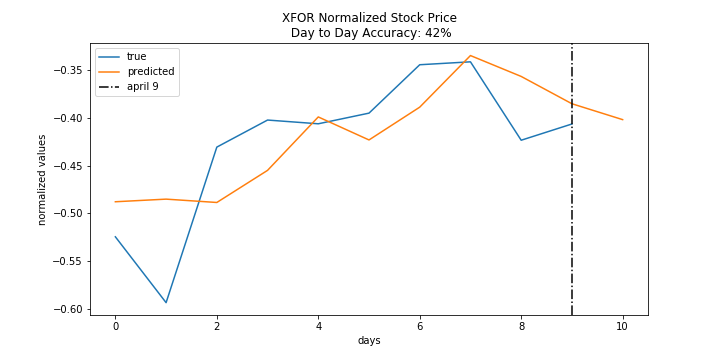 XFOR Normalized Stock Price
Day to Day Accuracy: 42%
true
predicted
april 9
normalized values
−0.35
−0.40
−0.45
−0.50
−0.55
−0.60
0
2
4
6
8
10
days